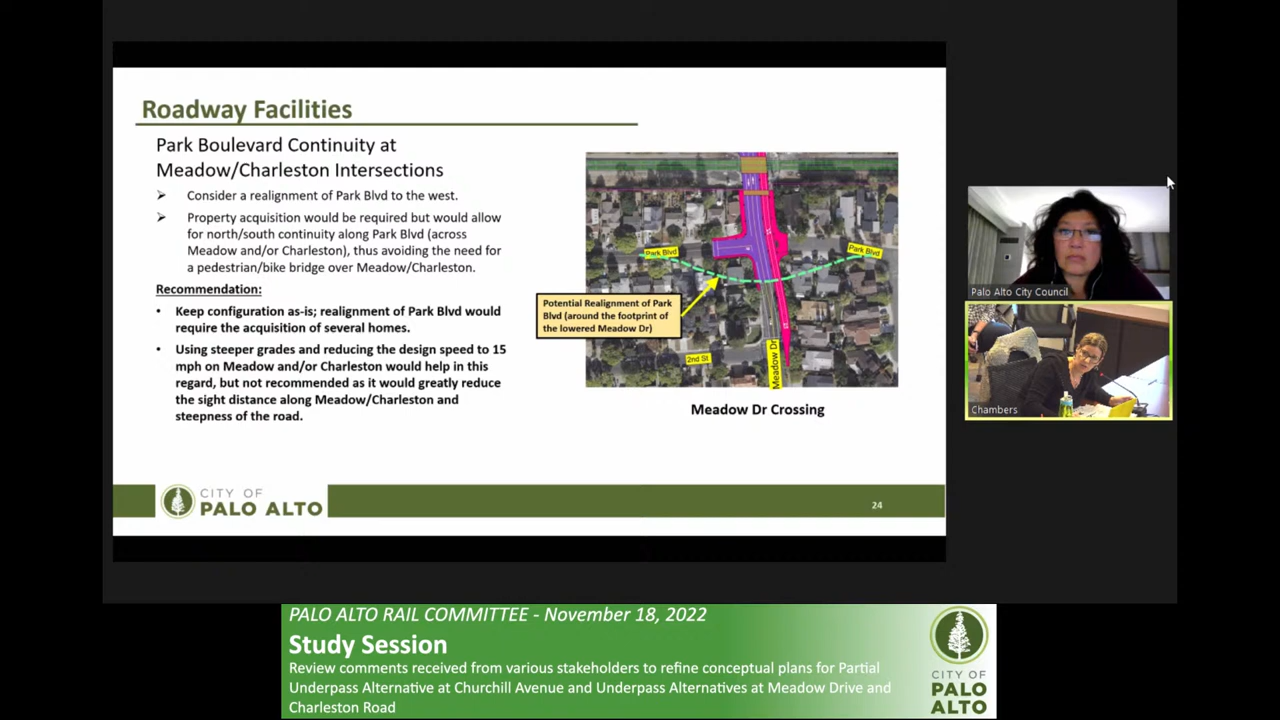 Roadway Facilities
Park Boulevard Continuity at
Meadow/Charleston Intersections
➢ Consider a realignment of Park Blvd to the west.
➢ Property acquisition would be required but would allow
for north/south continuity along Park Blvd (across
Meadow and/or Charleston), thus avoiding the need for
a pedestrian/bike bridge over Meadow/Charleston.
Recommendation:
• Keep configuration as-is; realignment of Park Blvd would
require the acquisition of several homes.
• Using steeper grades and reducing the design speed to 15
mph on Meadow and/or Charleston would help in this
regard, but not recommended as it would greatly reduce
the sight distance along Meadow/Charleston and
steepness of the road.
Park Blvd
Park Blvd
Potential Realignment of Park
Blvd (around the footprint of
the lowered Meadow Dr)
2nd St
Meadow Dr
Meadow Dr Crossing
CITY OF
PALO ALTO
24
Palo Alto City Council
Chambers
PALO ALTO RAIL COMMITTEE - November 18, 2022
Study Session
Review comments received from various stakeholders to refine conceptual plans for Partial
Underpass Alternative at Churchill Avenue and Underpass Alternatives at Meadow Drive and
Charleston Road
CITY OF
PALO
ALTO